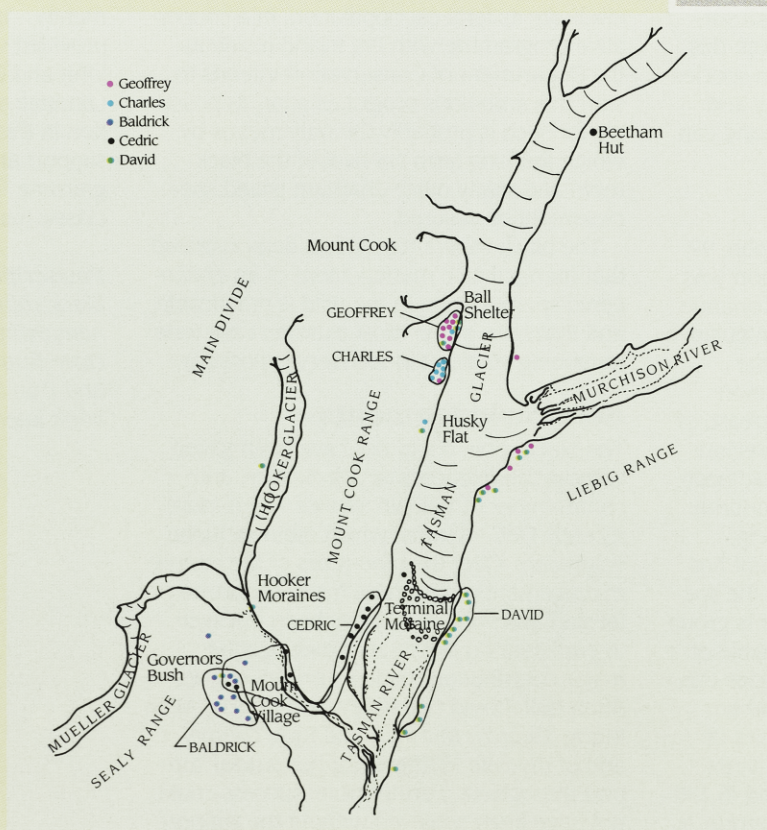 Geoffrey
Charles
Baldrick
Cedric
David
Beetham
Hut
Mount Cook
MAIN DIVIDE
Ball
Shelter
GEOFFREY
CHARLES
GLACIER
MURCHISON RIVER
HOOKER GLACIER
MOUNT COOK RANGE
Husky
Flat
LIEBIG RANGE
TASMAN
Hooker
Moraines
CEDRIC
Terminal
Moraine
DAVID
Governors
Bush
MUELLER GLACIER
SEALY RANGE
Mount
Cook
Village
TASMAN RIVER
BALDRICK